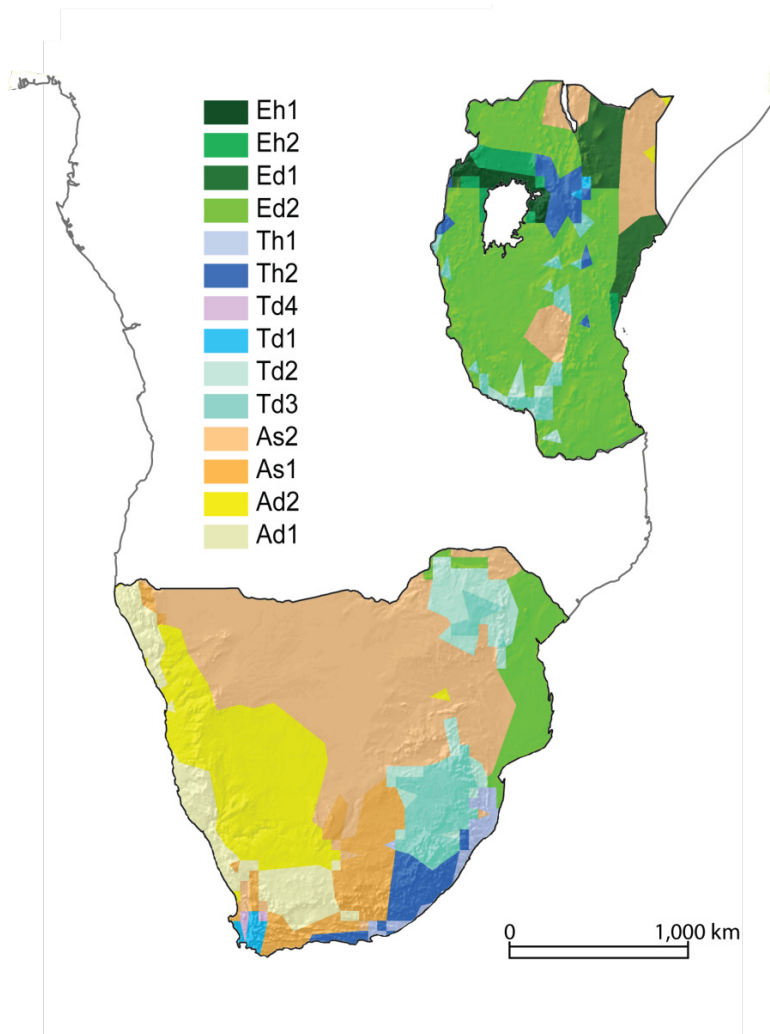 Eh1
Eh2
Ed1
Ed2
Th1
Th2
Td4
Td1
Td2
Td3
As2
As1
Ad2
Ad1
0 1,000 km